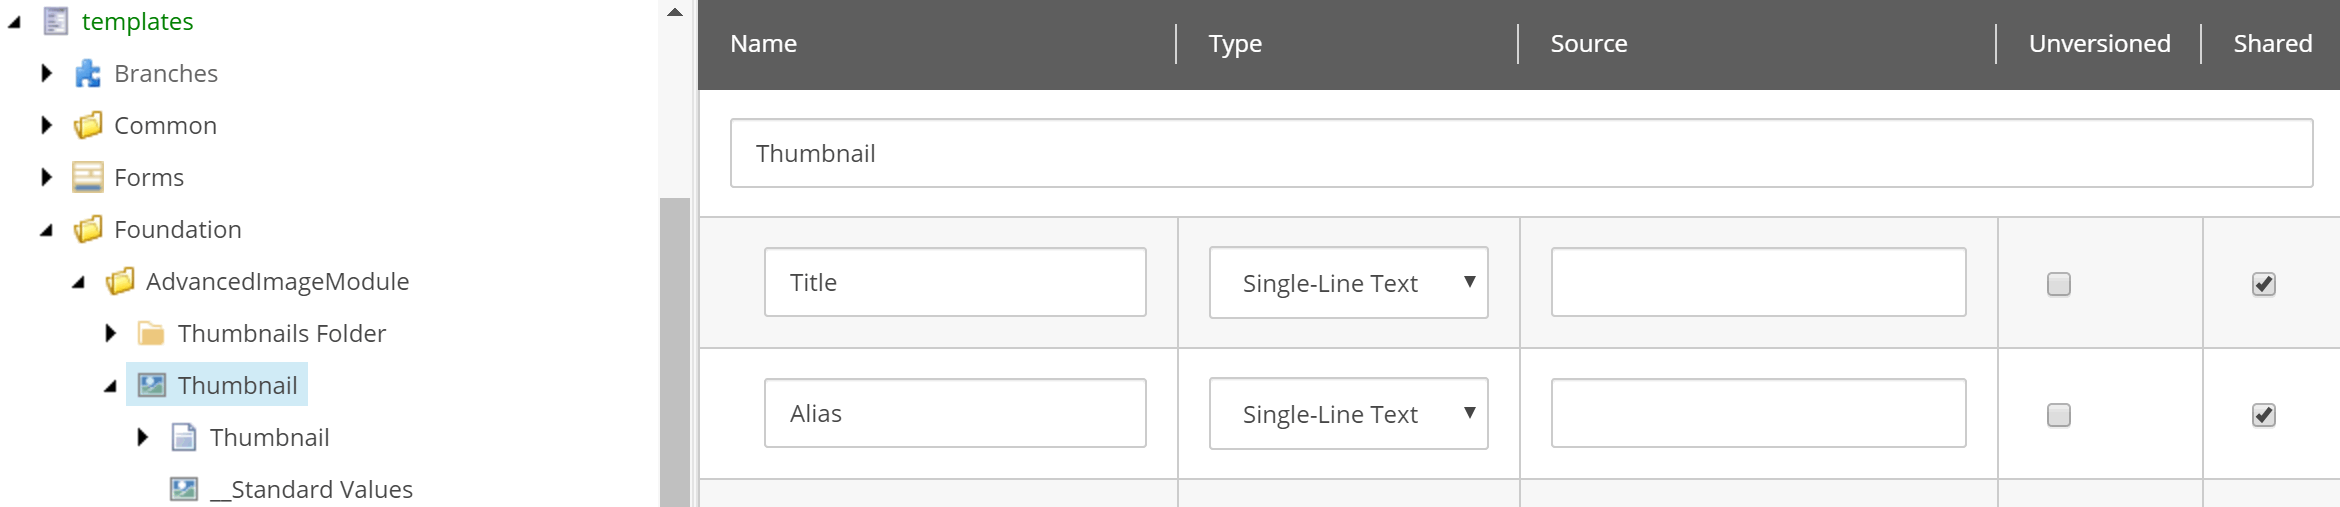 templates
Branches
Common
Forms
Foundation
AdvancedImageModule
Thumbnails Folder
Thumbnail
Thumbnail
__Standard Values
Name Type Source Unversioned Shared
Thumbnail
Title Single-Line Text
Alias Single-Line Text